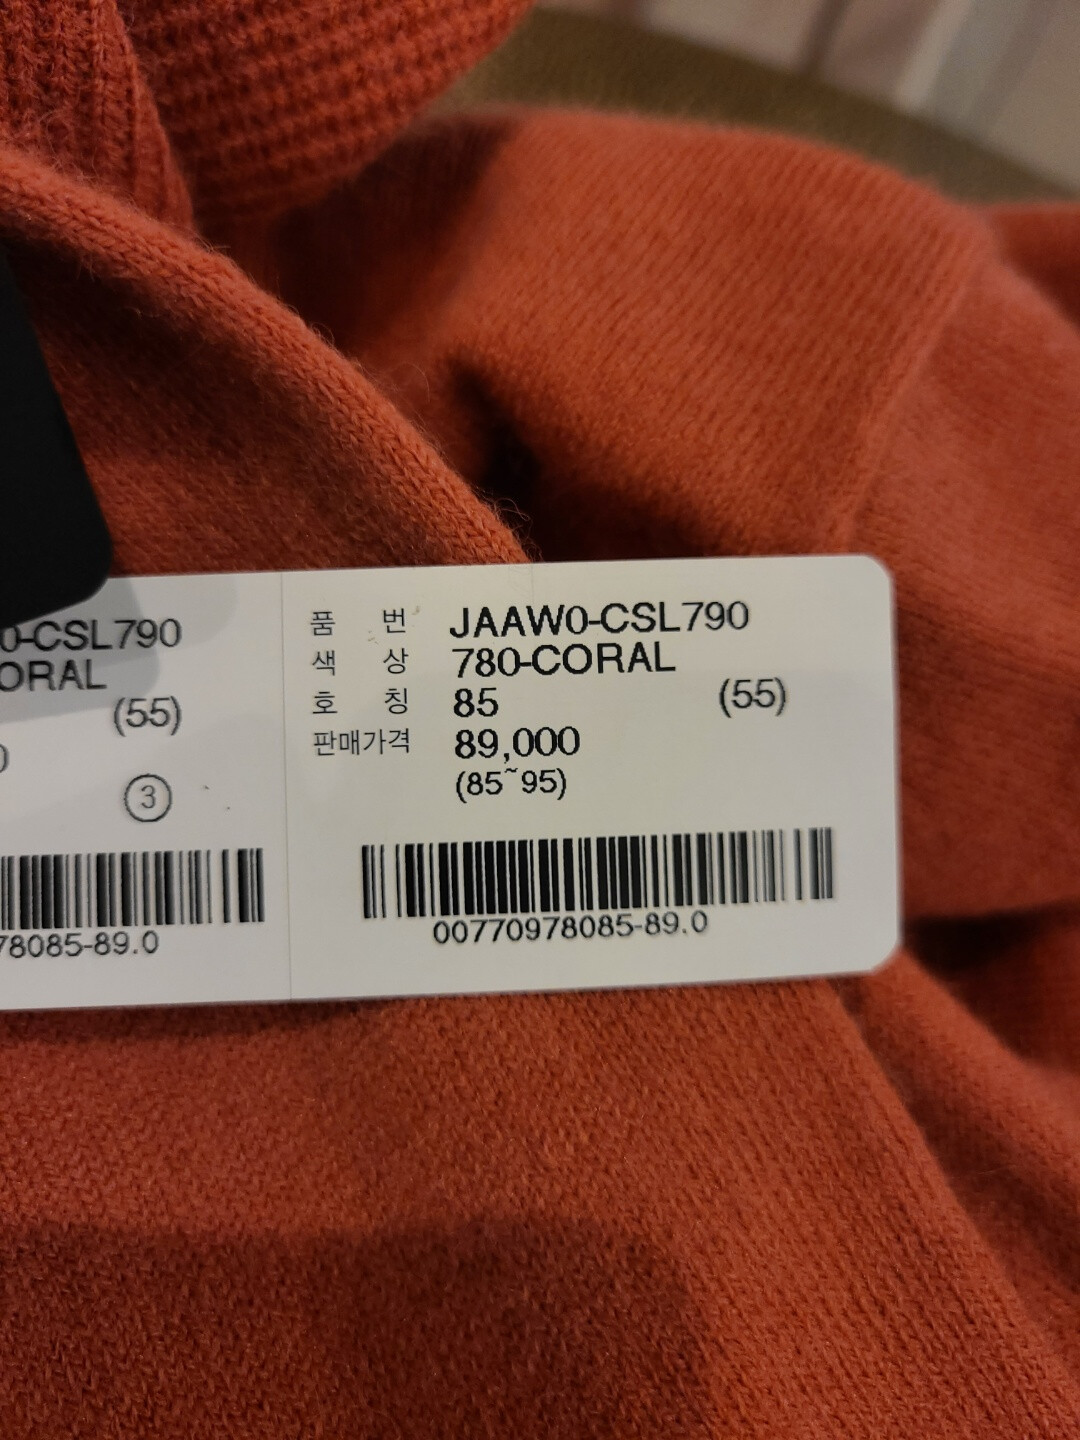 0-CSL790
ORAL
(55)
0
③
78085-89.0
품 번 JAAW0-CSL790
색 상 780-CORAL
호 칭 85 (55)
판매가격 89,000
(85~95)
00770978085-89.0